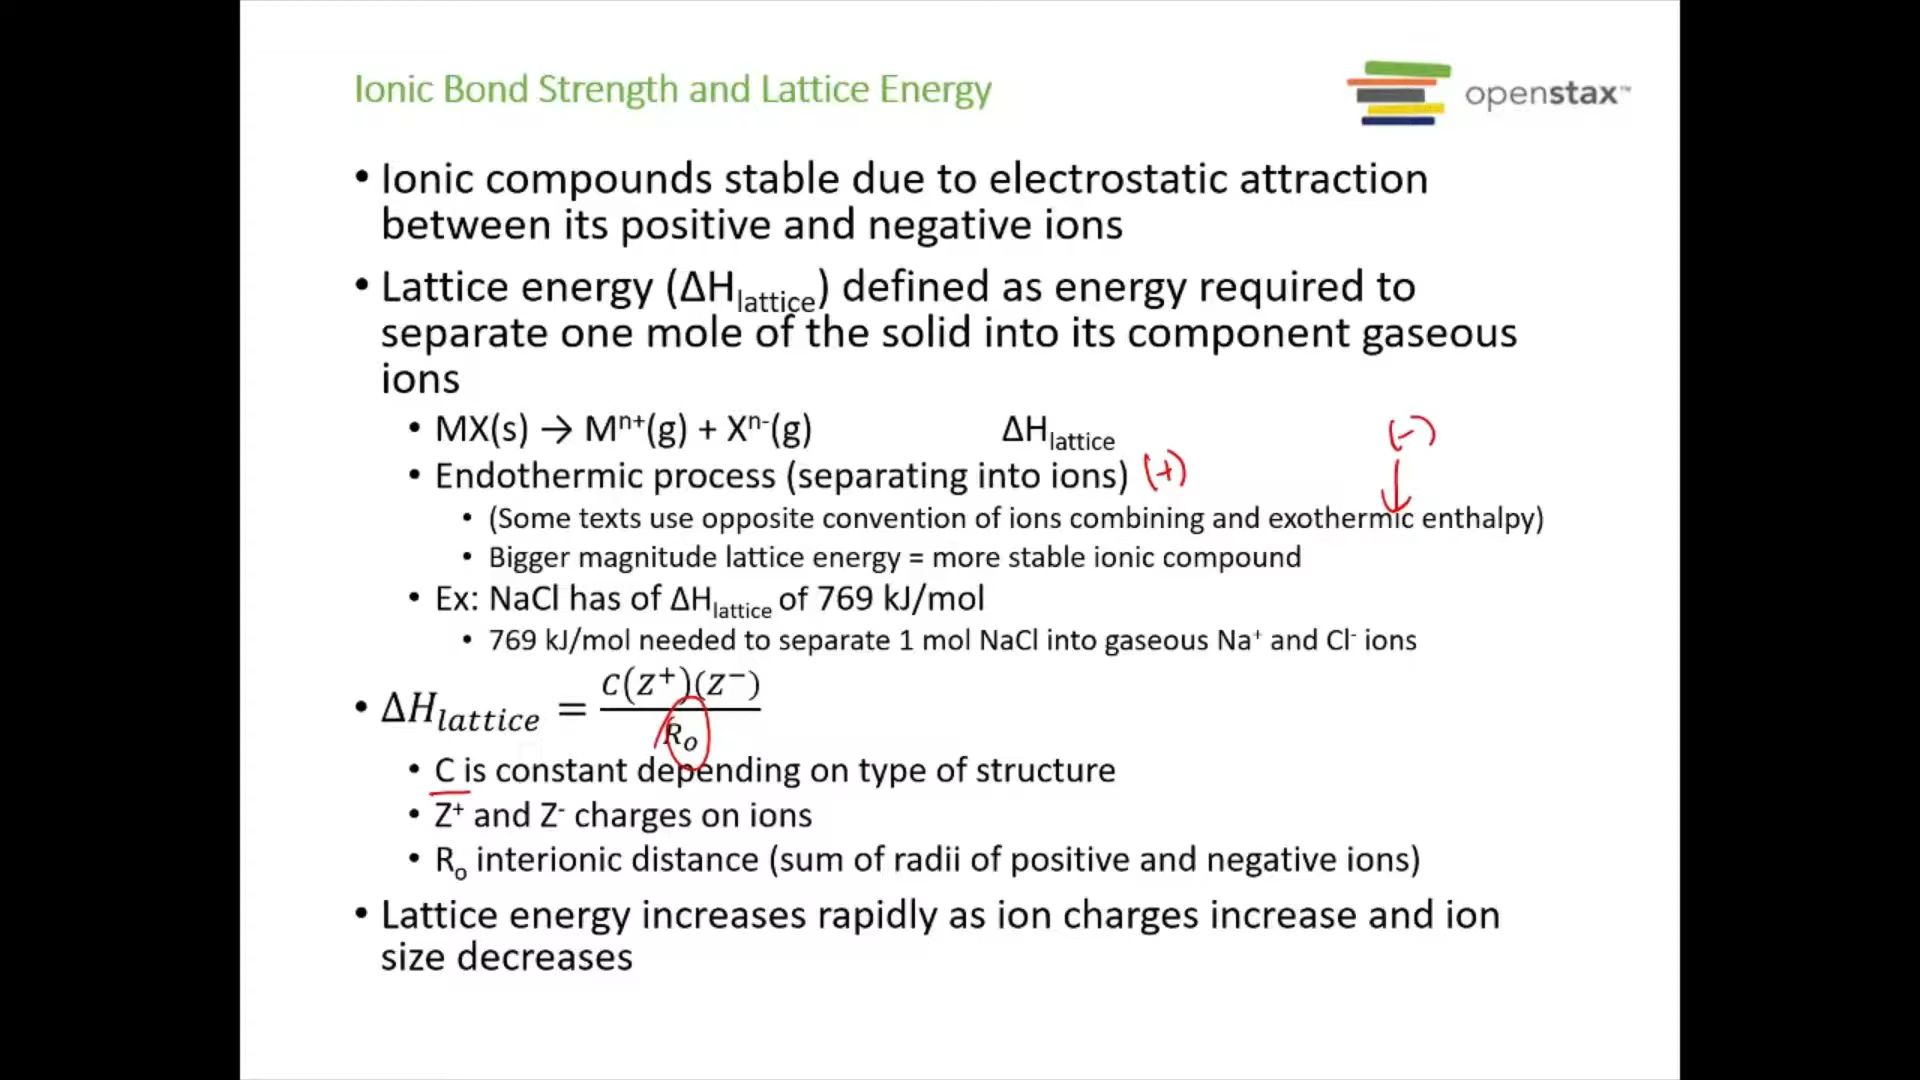 Ionic Bond Strength and Lattice Energy
openstax™
• Ionic compounds stable due to electrostatic attraction
between its positive and negative ions
• Lattice energy (ΔHlattice) defined as energy required to
separate one mole of the solid into its component gaseous
ions
• MX(s) → Mⁿ⁺(g) + Xⁿ⁻(g) ΔHlattice (-)
• Endothermic process (separating into ions) (+)
• (Some texts use opposite convention of ions combining and exothermic enthalpy)
• Bigger magnitude lattice energy = more stable ionic compound
• Ex: NaCl has of ΔHlattice of 769 kJ/mol
• 769 kJ/mol needed to separate 1 mol NaCl into gaseous Na⁺ and Cl⁻ ions
• ΔHlattice = C(Z⁺)(Z⁻)
Ro
• C is constant depending on type of structure
• Z⁺ and Z⁻ charges on ions
• Ro interionic distance (sum of radii of positive and negative ions)
• Lattice energy increases rapidly as ion charges increase and ion
size decreases